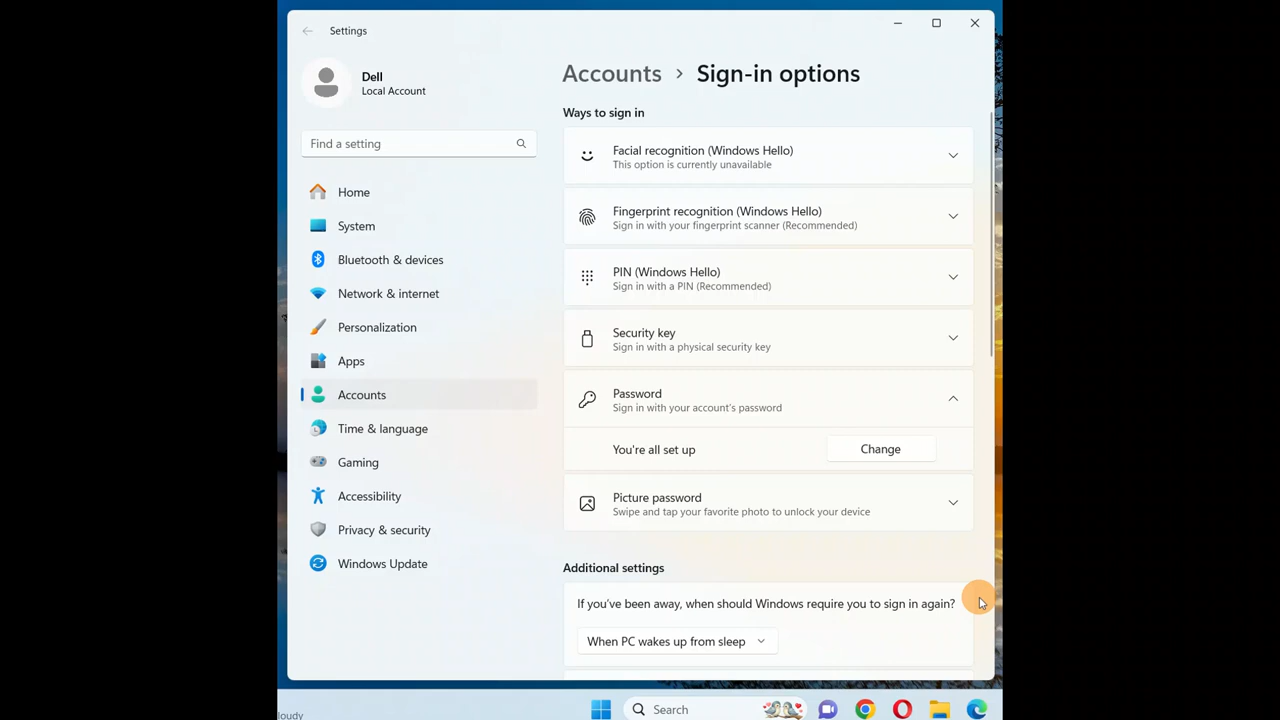 Settings
Dell
Local Account
Find a setting
Home
System
Bluetooth & devices
Network & internet
Personalization
Apps
Accounts
Time & language
Gaming
Accessibility
Privacy & security
Windows Update
Accounts > Sign-in options
Ways to sign in
Facial recognition (Windows Hello)
This option is currently unavailable
Fingerprint recognition (Windows Hello)
Sign in with your fingerprint scanner (Recommended)
PIN (Windows Hello)
Sign in with a PIN (Recommended)
Security key
Sign in with a physical security key
Password
Sign in with your account's password
You're all set up
Change
Picture password
Swipe and tap your favorite photo to unlock your device
Additional settings
If you've been away, when should Windows require you to sign in again?
When PC wakes up from sleep
Search
loudy